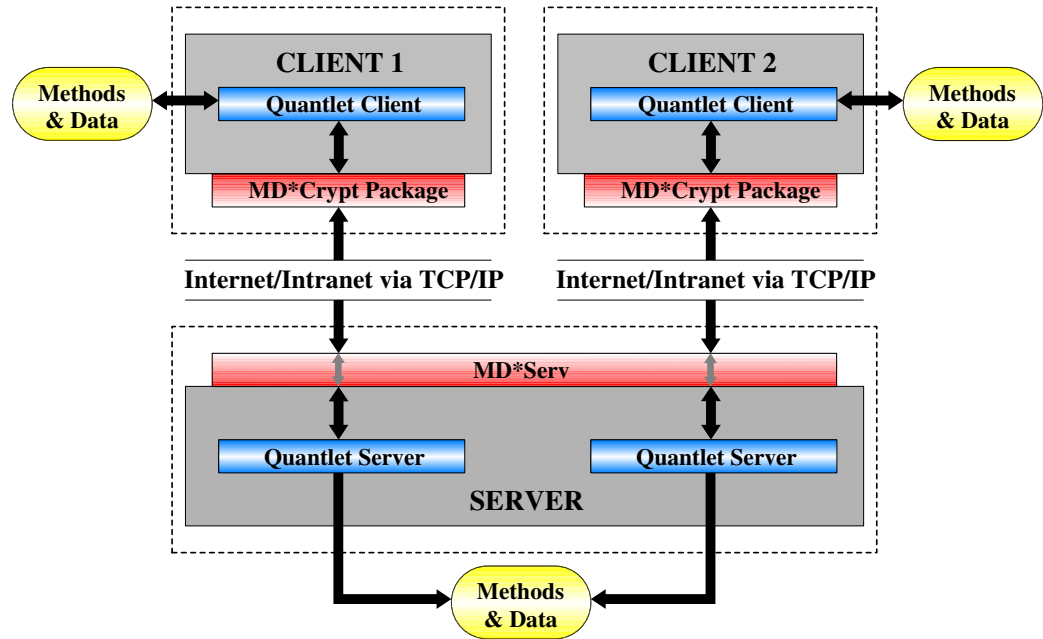 CLIENT 1
CLIENT 2
Methods
& Data
Quantlet Client
Quantlet Client
Methods
& Data
MD*Crypt Package
MD*Crypt Package
Internet/Intranet via TCP/IP
Internet/Intranet via TCP/IP
MD*Serv
Quantlet Server
Quantlet Server
SERVER
Methods
& Data